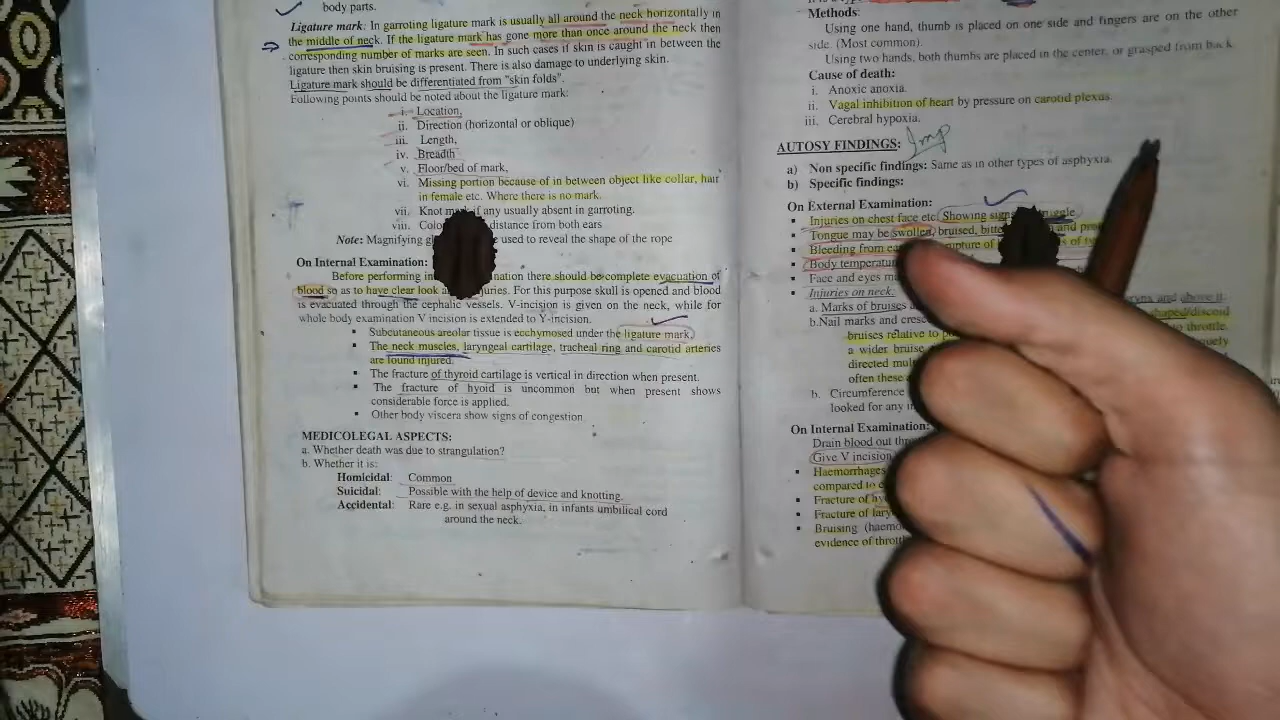 body parts.
Ligature mark: In garroting ligature mark is usually all around the neck horizontally in
the middle of neck. If the ligature mark has gone more than once around the neck then
corresponding number of marks are seen. In such cases if skin is caught in between the
ligature then skin bruising is present. There is also damage to underlying skin.
Ligature mark should be differentiated from "skin folds".
Following points should be noted about the ligature mark:
i. Location,
ii. Direction (horizontal or oblique)
iii. Length,
iv. Breadth
v. Floor/bed of mark,
vi. Missing portion because of in between object like collar, hair
in female etc. Where there is no mark.
vii. Knot if any usually absent in garroting.
viii. distance from both ears
Note: Magnifying used to reveal the shape of the rope
On Internal Examination:
Before performing there should be complete evacuation of
blood so as to have clear look For this purpose skull is opened and blood
is evacuated through the cephalic vessels. V-incision is given on the neck, while for
whole body examination V incision is extended to Y-incision.
▪ Subcutaneous areolar tissue is ecchymosed under the ligature mark.
▪ The neck muscles, laryngeal cartilage, tracheal ring and carotid arteries
are found injured.
▪ The fracture of thyroid cartilage is vertical in direction when present.
▪ The fracture of hyoid is uncommon but when present shows
considerable force is applied.
▪ Other body viscera show signs of congestion
MEDICOLEGAL ASPECTS:
a. Whether death was due to strangulation?
b. Whether it is:
Homicidal: Common
Suicidal: Possible with the help of device and knotting.
Accidental: Rare e.g. in sexual asphyxia, in infants umbilical cord
around the neck.
Methods:
Using one hand, thumb is placed on one side and fingers are on the other
side. (Most common).
Using two hands, both thumbs are placed in the center, or grasped from back
Cause of death:
i. Anoxic anoxia.
ii. Vagal inhibition of heart by pressure on carotid plexus.
iii. Cerebral hypoxia.
AUTOSY FINDINGS: Imp
a) Non specific findings: Same as in other types of asphyxia.
b) Specific findings:
On External Examination:
▪ Injuries on chest face etc. Showing
▪ Tongue may be swollen, bruised, and
▪ Bleeding from of
▪ Body temperature
▪ Face and eyes
▪ Injuries on neck.
a. Marks of bruises and above it.
b.Nail marks and shaped/discoid
bruises relative to to throttle.
a wider bruise
directed
often these
b. Circumference
looked for any
On Internal Examination:
Drain blood out
Give V incision
▪ Haemorrhages
compared to
▪ Fracture of
▪ Fracture of
▪ Bruising
evidence of